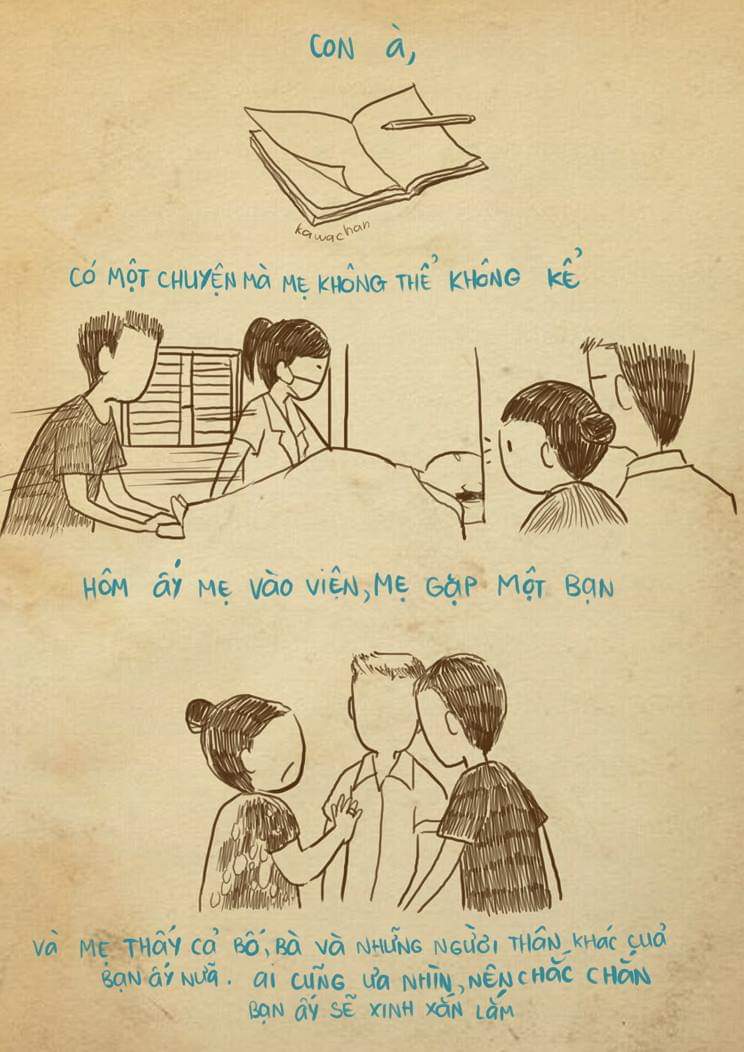 CON À,
kawachan
CÓ MỘT CHUYỆN MÀ MẸ KHÔNG THỂ KHÔNG KỂ
HÔM ẤY MẸ VÀO VIỆN, MẸ GẶP MỘT BẠN
VÀ MẸ THẤY CẢ BỐ, BÀ VÀ NHỮNG NGƯỜI THÂN KHÁC CUẢ
BẠN ẤY NỮA. AI CŨNG ƯA NHÌN, NÊN CHẮC CHẮN
BẠN ẤY SẼ XINH XẮN LẮM